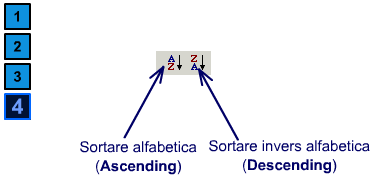 1
2
3
4
A Z
Z A
Sortare alfabetica
(Ascending)
Sortare invers alfabetica
(Descending)